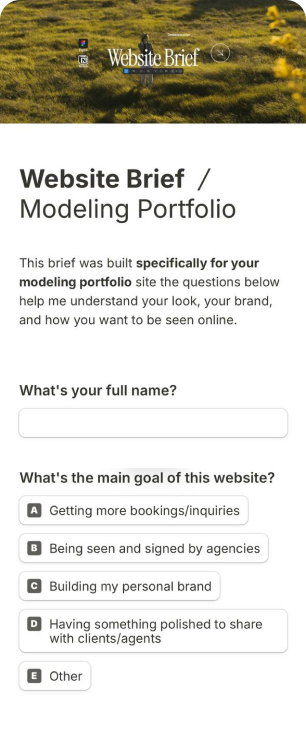 Website Brief
Website Brief /
Modeling Portfolio
This brief was built specifically for your
modeling portfolio site the questions below
help me understand your look, your brand,
and how you want to be seen online.
What's your full name?
What's the main goal of this website?
A Getting more bookings/inquiries
B Being seen and signed by agencies
C Building my personal brand
D Having something polished to share
with clients/agents
E Other